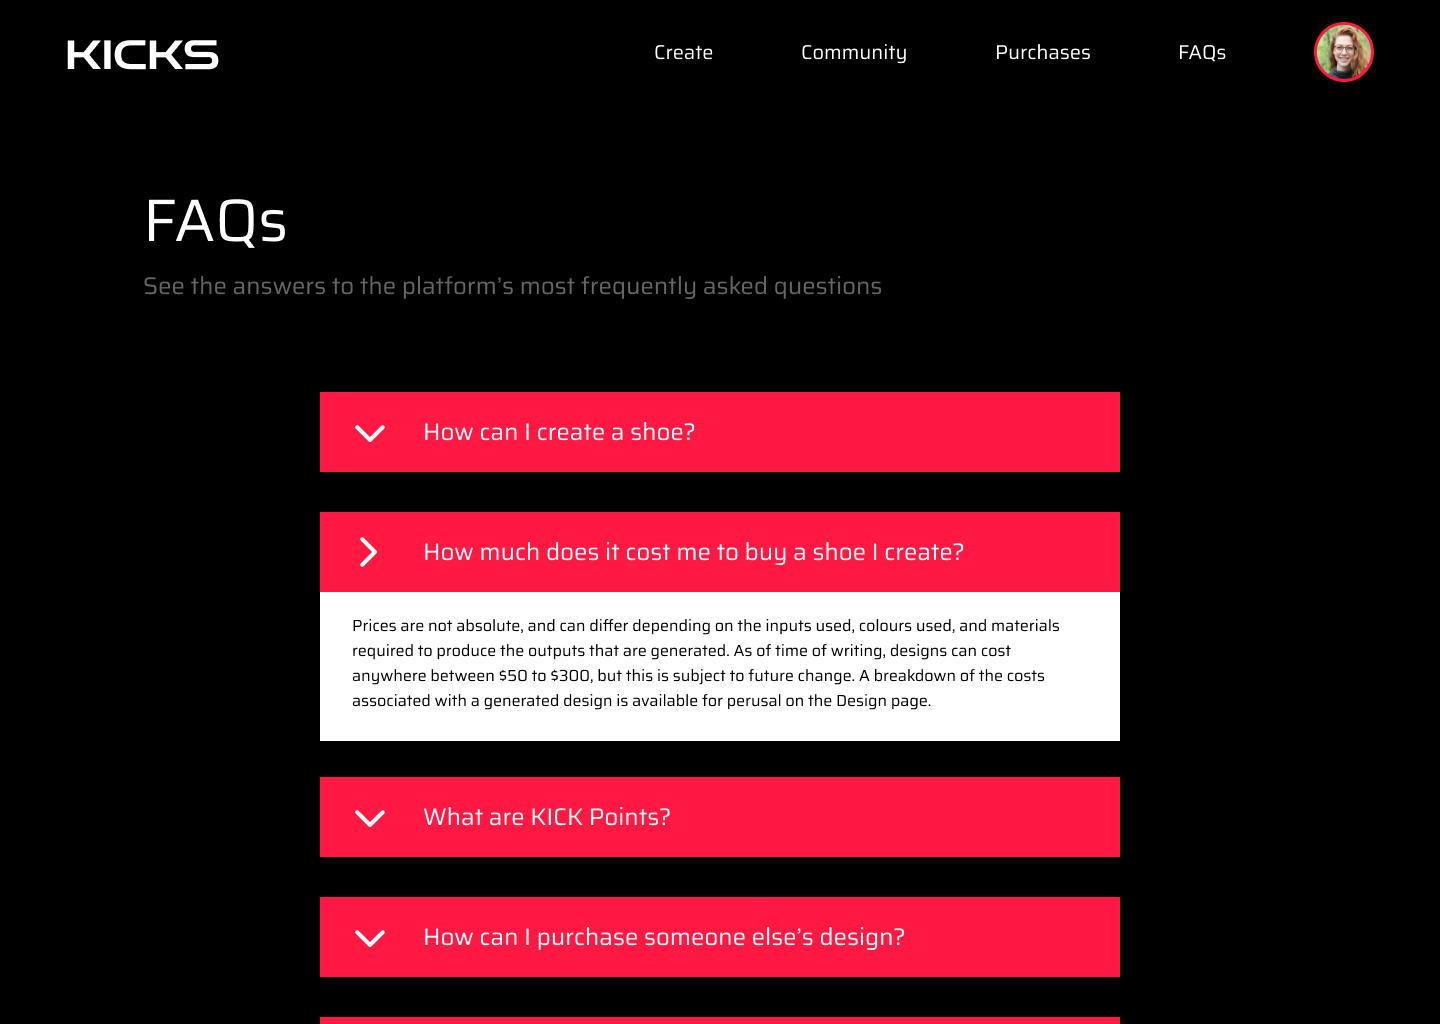 KICKS
Create
Community
Purchases
FAQs
FAQs
See the answers to the platform’s most frequently asked questions
How can I create a shoe?
How much does it cost me to buy a shoe I create?
Prices are not absolute, and can differ depending on the inputs used, colours used, and materials
required to produce the outputs that are generated. As of time of writing, designs can cost
anywhere between $50 to $300, but this is subject to future change. A breakdown of the costs
associated with a generated design is available for perusal on the Design page.
What are KICK Points?
How can I purchase someone else’s design?